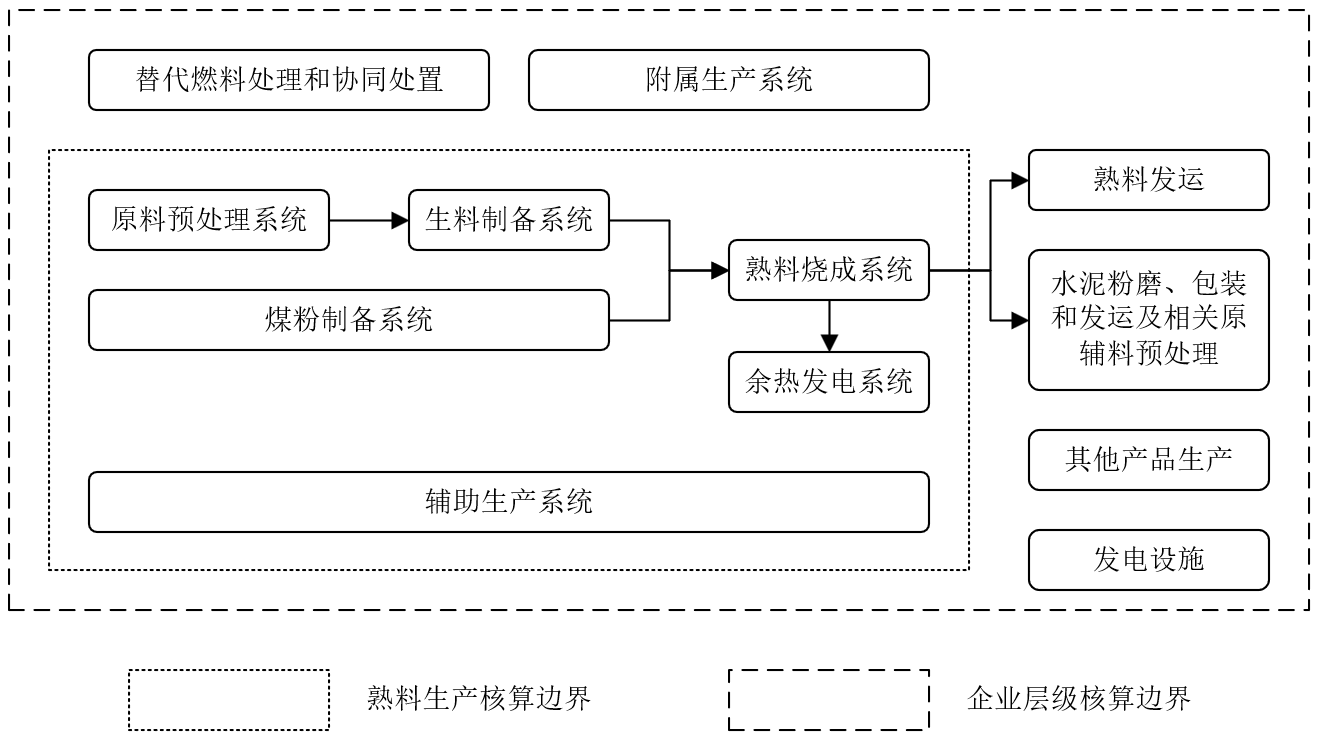 替代燃料处理和协同处置
附属生产系统
原料预处理系统
生料制备系统
煤粉制备系统
熟料烧成系统
余热发电系统
辅助生产系统
熟料发运
水泥粉磨、包装
和发运及相关原
辅料预处理
其他产品生产
发电设施
熟料生产核算边界
企业层级核算边界